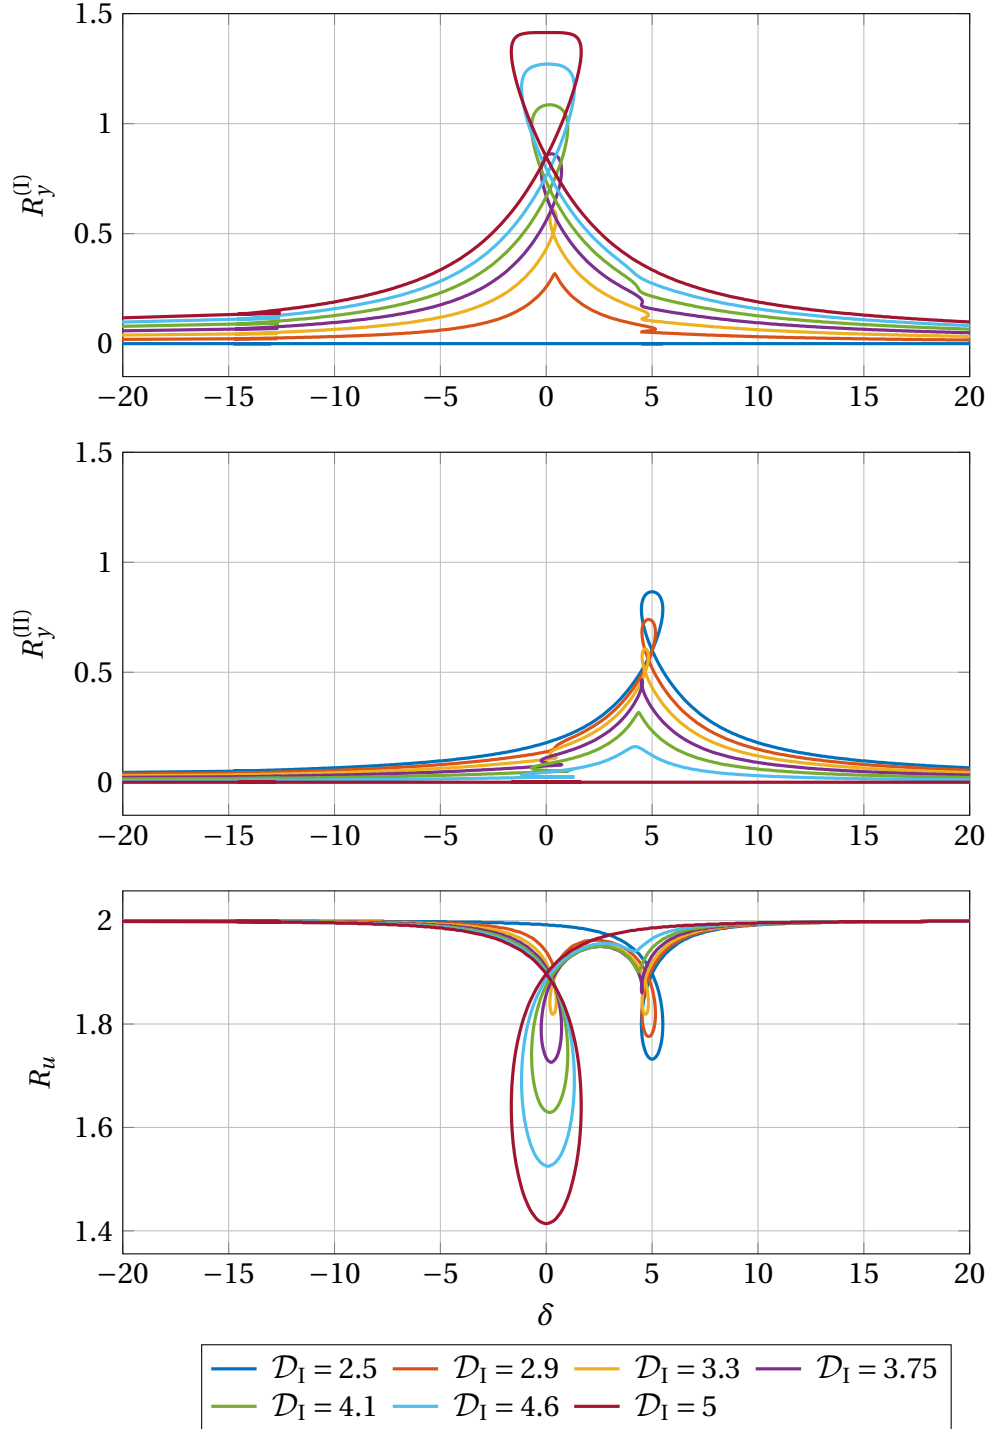 1.5
1
0.5
0
R_y^(I)
−20 −15 −10 −5 0 5 10 15 20
1.5
1
0.5
0
R_y^(II)
−20 −15 −10 −5 0 5 10 15 20
2
1.8
1.6
1.4
R_u
−20 −15 −10 −5 0 5 10 15 20
δ
𝒟_I = 2.5 𝒟_I = 2.9 𝒟_I = 3.3 𝒟_I = 3.75
𝒟_I = 4.1 𝒟_I = 4.6 𝒟_I = 5